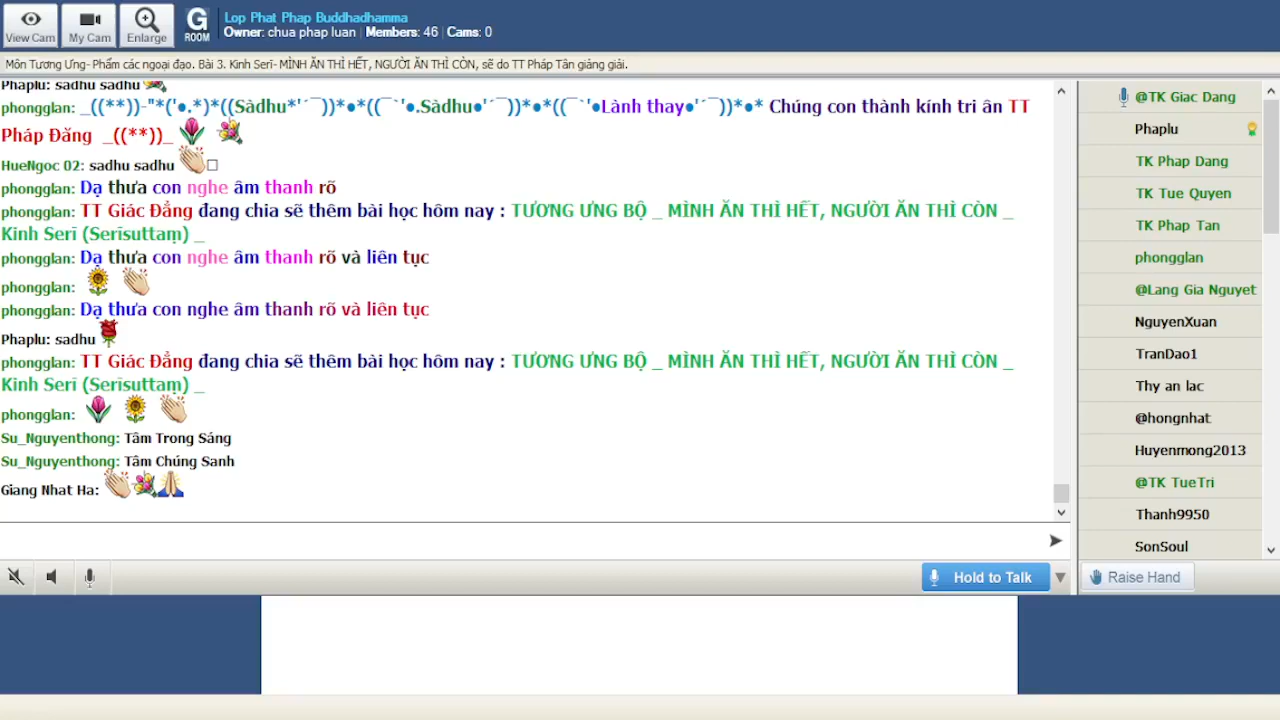 View Cam
My Cam
Enlarge
G
ROOM
Lop Phat Phap Buddhadhamma
Owner: chua phap luan | Members: 46 | Cams: 0
Môn Tương Ưng- Phẩm các ngoại đạo. Bài 3. Kinh Serī- MÌNH ĂN THÌ HẾT, NGƯỜI ĂN THÌ CÒN, sẽ do TT Pháp Tân giảng giải.
Phaplu: sadhu sadhu
phongglan: _((**))-"*('●.*)*((Sàdhu*'´¯))*●*((¯`'●.Sàdhu●'´¯))*●*((¯`'●Lành thay●'´¯))*●* Chúng con thành kính tri ân TT
Pháp Đăng _((**))_
HueNgoc 02: sadhu sadhu
phongglan: Dạ thưa con nghe âm thanh rõ
phongglan: TT Giác Đẳng đang chia sẽ thêm bài học hôm nay : TƯƠNG ƯNG BỘ _ MÌNH ĂN THÌ HẾT, NGƯỜI ĂN THÌ CÒN _
Kinh Serī (Serīsuttaṃ) _
phongglan: Dạ thưa con nghe âm thanh rõ và liên tục
phongglan:
phongglan: Dạ thưa con nghe âm thanh rõ và liên tục
Phaplu: sadhu
phongglan: TT Giác Đẳng đang chia sẽ thêm bài học hôm nay : TƯƠNG ƯNG BỘ _ MÌNH ĂN THÌ HẾT, NGƯỜI ĂN THÌ CÒN _
Kinh Serī (Serīsuttaṃ) _
phongglan:
Su_Nguyenthong: Tâm Trong Sáng
Su_Nguyenthong: Tâm Chúng Sanh
Giang Nhat Ha:
@TK Giac Dang
Phaplu
TK Phap Dang
TK Tue Quyen
TK Phap Tan
phongglan
@Lang Gia Nguyet
NguyenXuan
TranDao1
Thy an lac
@hongnhat
Huyenmong2013
@TK TueTri
Thanh9950
SonSoul
Hold to Talk
Raise Hand